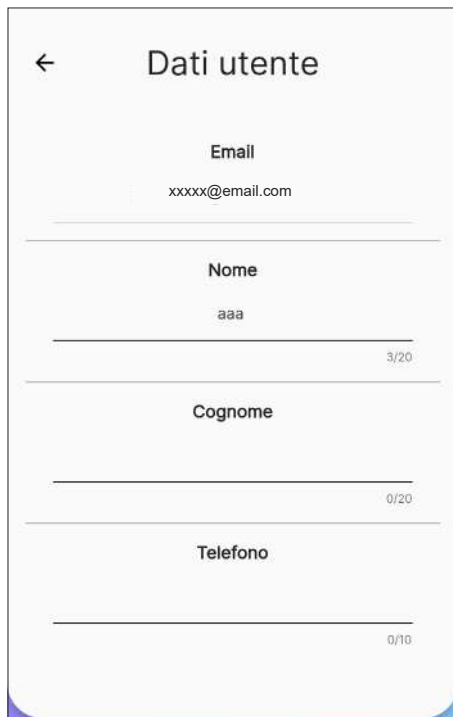 Dati utente
Email
xxxxx@email.com
Nome
aaa
3/20
Cognome
0/20
Telefono
0/10